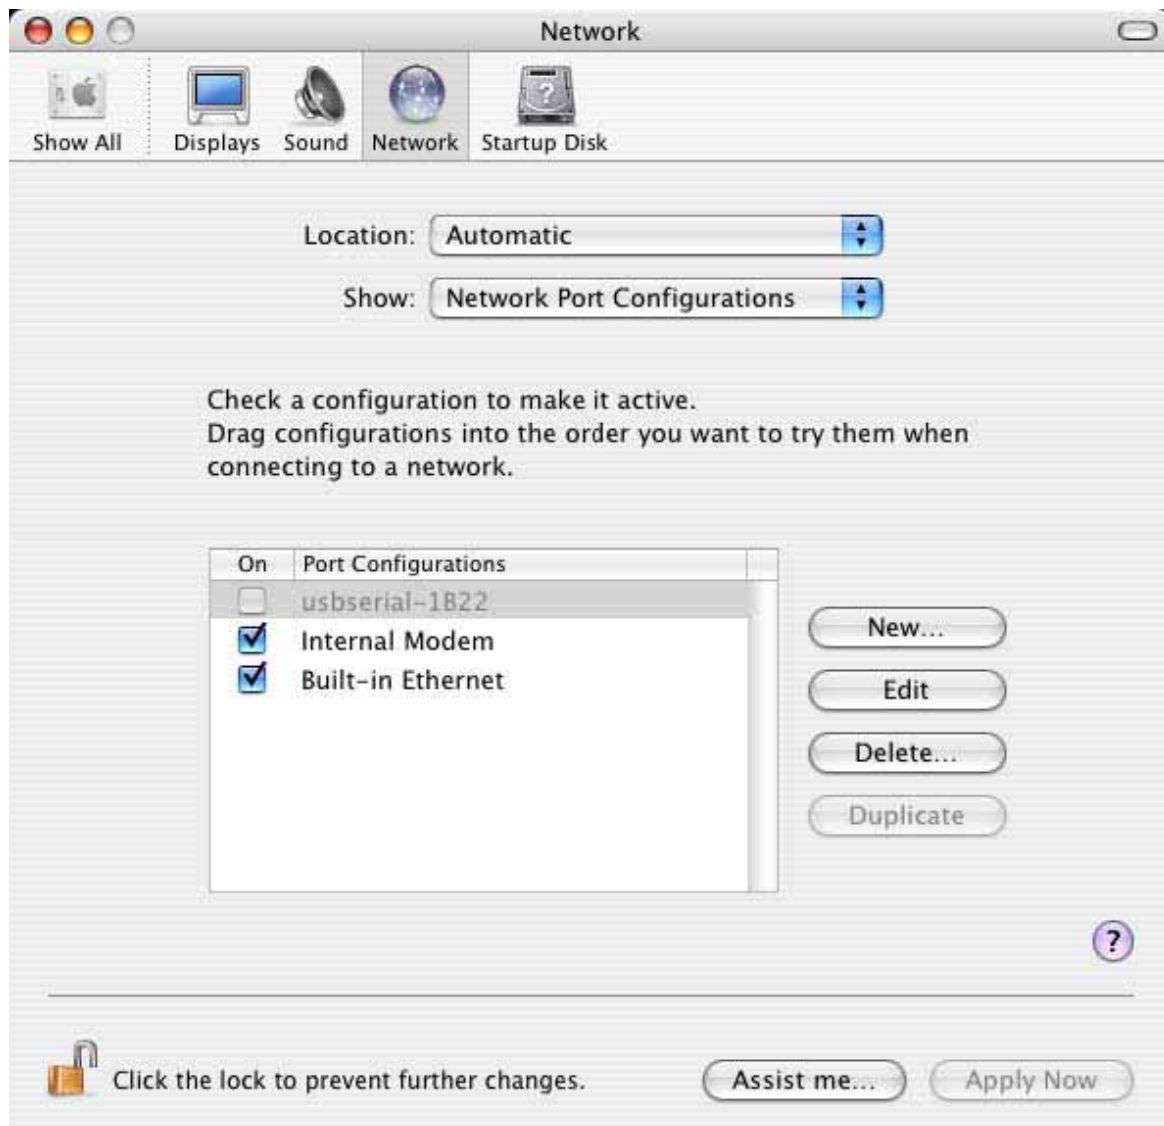 Network
Show All
Displays
Sound
Network
Startup Disk
Location: Automatic
Show: Network Port Configurations
Check a configuration to make it active.
Drag configurations into the order you want to try them when
connecting to a network.
On Port Configurations
usbserial-1822
Internal Modem
Built-in Ethernet
New...
Edit
Delete...
Duplicate
?
Click the lock to prevent further changes.
Assist me...
Apply Now